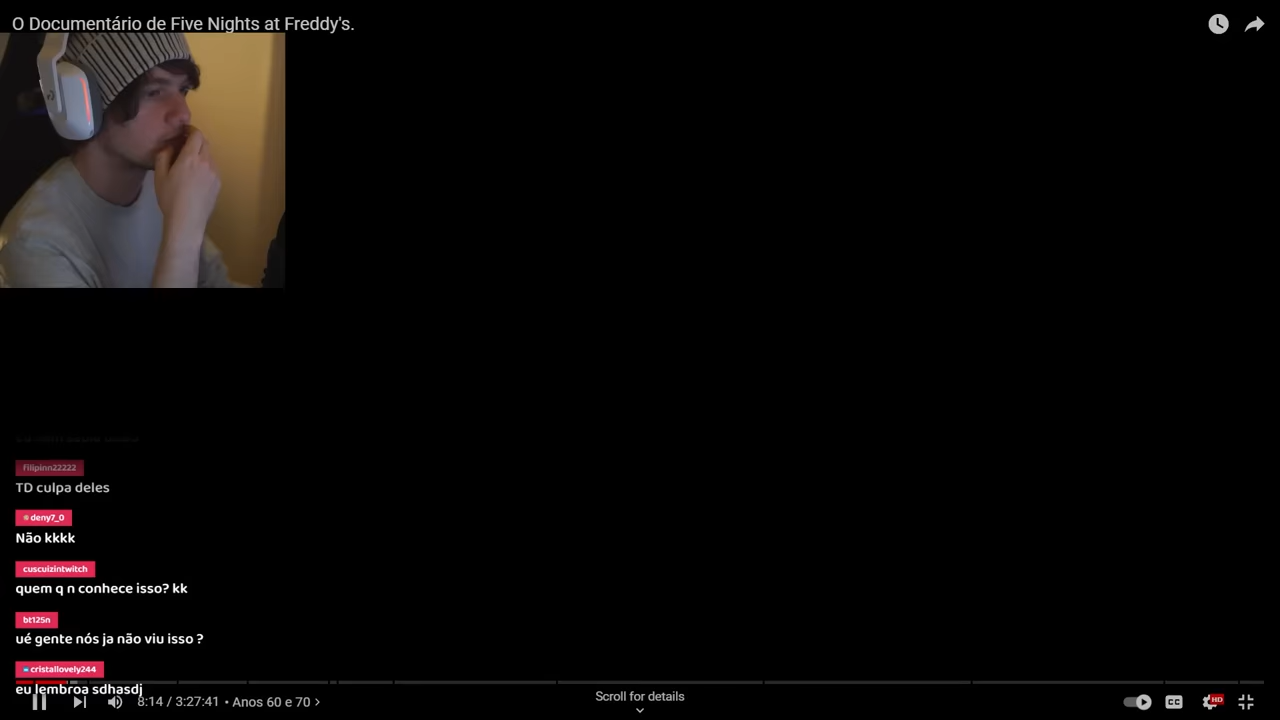 O Documentário de Five Nights at Freddy's.
filipinn22222
TD culpa deles
deny7_0
Não kkkk
cuscuizintwitch
quem q n conhece isso? kk
bt125n
ué gente nós ja não viu isso ?
cristallovely244
eu lembroa sdhasdj
8:14 / 3:27:41 • Anos 60 e 70 >
Scroll for details
CC
HD